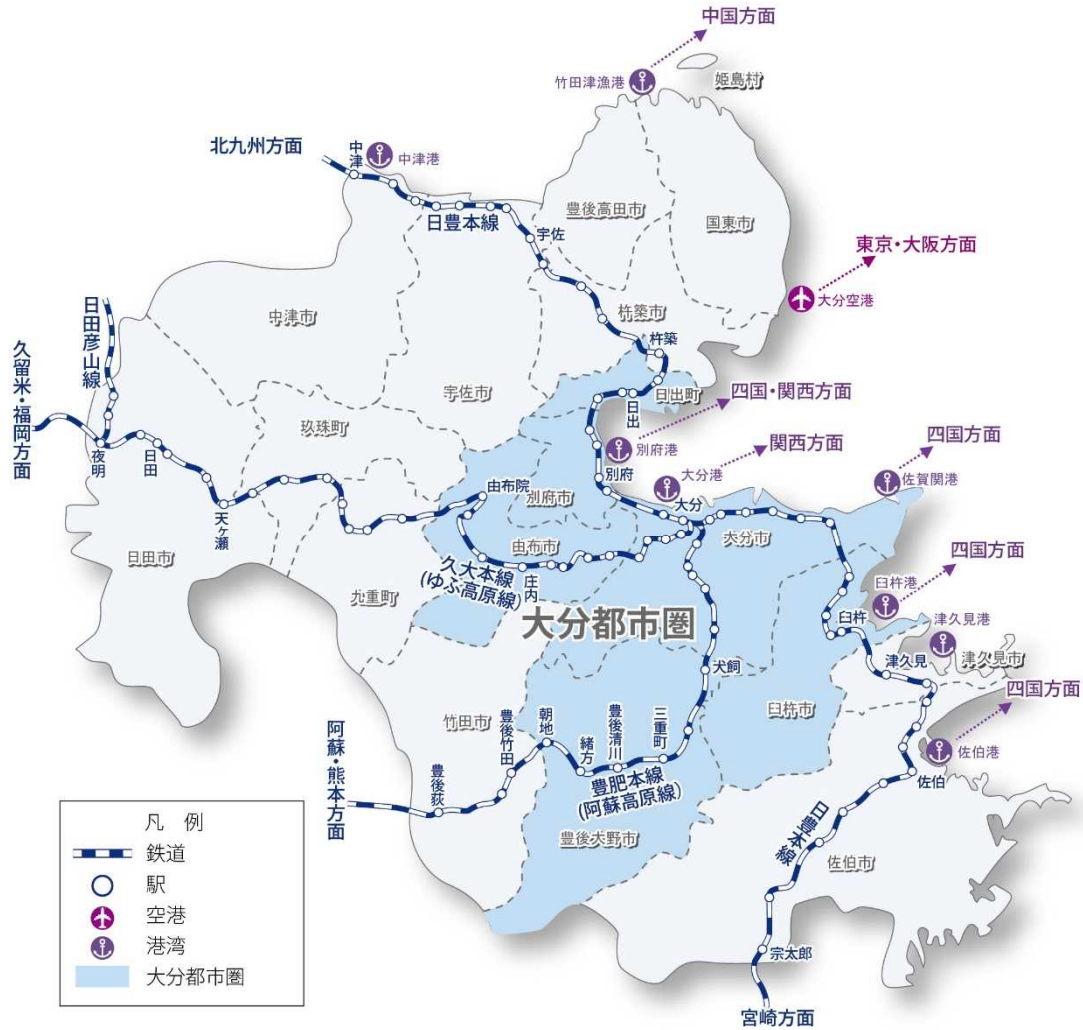 中国方面
竹田津漁港
姫島村
北九州方面
中津
中津港
日豊本線
豊後高田市
国東市
宇佐
東京・大阪方面
大分空港
日田彦山線
中津市
杵築市
杵築
久留米・福岡方面
宇佐市
日出町
日出
四国・関西方面
玖珠町
別府港
関西方面
四国方面
夜明
日田
別府
大分港
佐賀関港
由布院
別府市
大分
天ヶ瀬
大分市
日田市
由布市
久大本線
(ゆふ高原線)
庄内
四国方面
九重町
臼杵港
大分都市圏
臼杵
津久見港
津久見
津久見市
犬飼
四国方面
竹田市
臼杵市
阿蘇・熊本方面
豊後荻
豊後竹田
朝地
緒方
豊後清川
三重町
佐伯港
佐伯
豊肥本線
(阿蘇高原線)
日豊本線
豊後大野市
佐伯市
宗太郎
宮崎方面
凡 例
鉄道
駅
空港
港湾
大分都市圏